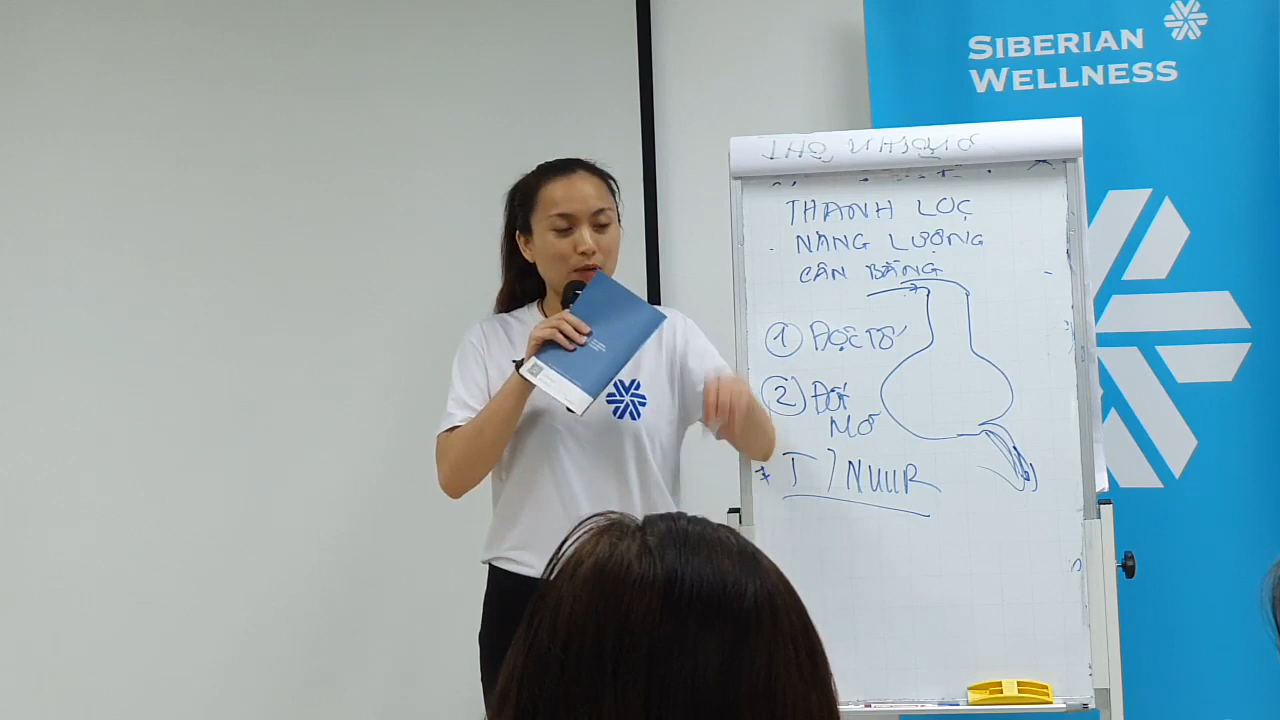 SIBERIAN
WELLNESS
THANH LỌC
NĂNG LƯỢNG
CÂN BẰNG
① ĐỘC TỐ
② ĐỐT
MỠ
* T) NUUR